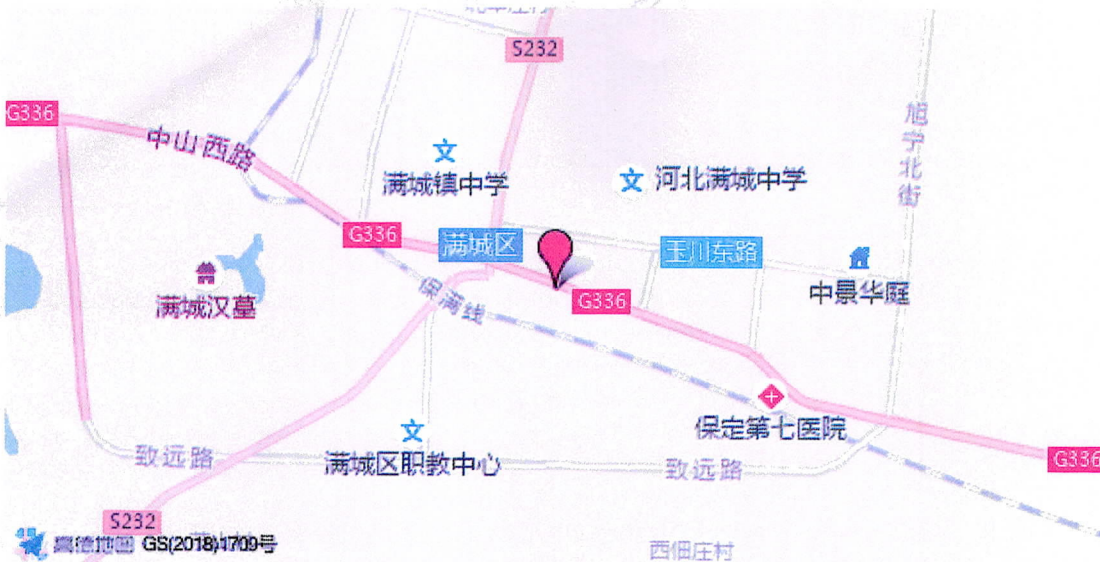 S232
G336
中山西路
旭宁北街
满城镇中学
河北满城中学
G336
满城区
玉川东路
满城汉墓
保满线
G336
中景华庭
保定第七医院
致远路
满城区职教中心
致远路
G336
S232
高德地图 GS(2018)1709号
西佃庄村